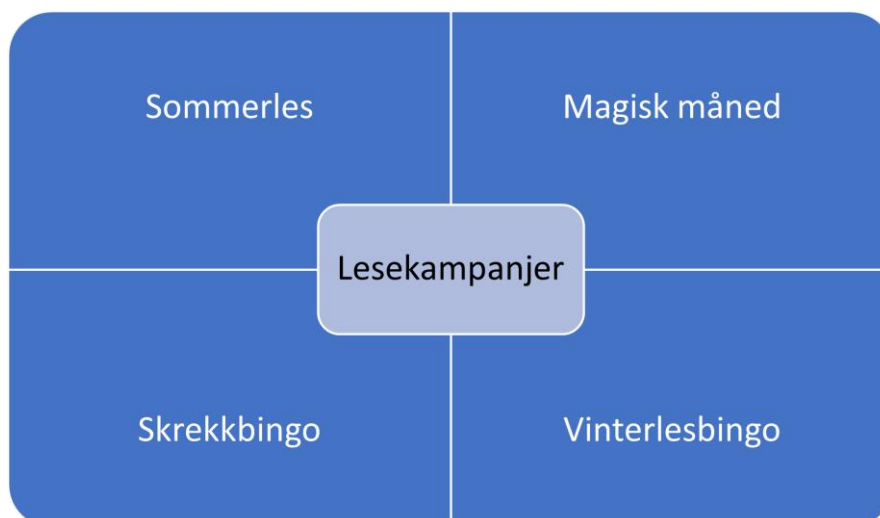 Sommerles
Magisk måned
Lesekampanjer
Skrekkbingo
Vinterlesbingo